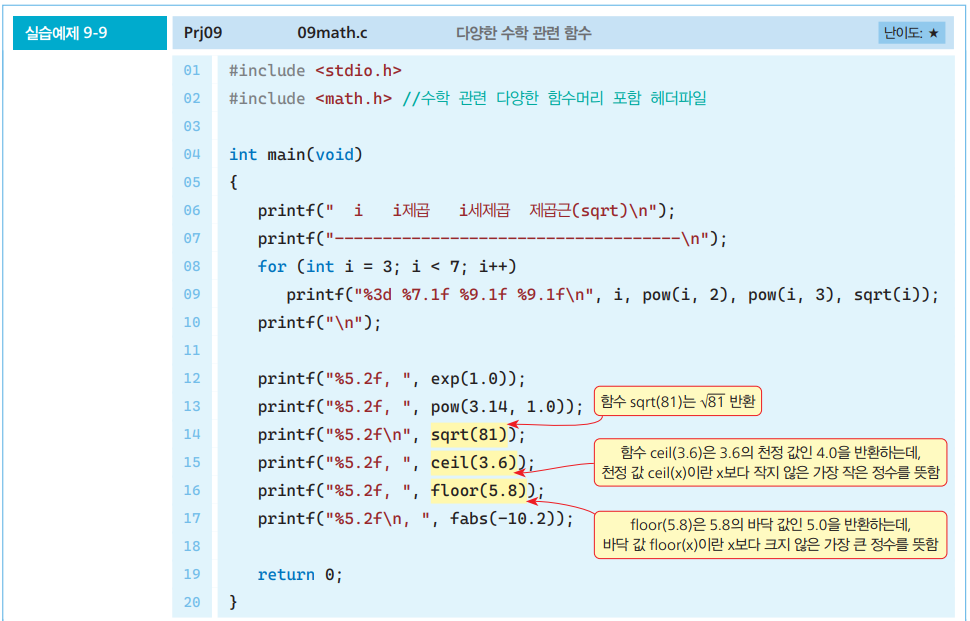 실습예제 9-9 Prj09 09math.c 다양한 수학 관련 함수 난이도: ★
01 #include <stdio.h>
02 #include <math.h> //수학 관련 다양한 함수머리 포함 헤더파일
03
04 int main(void)
05 {
06 printf("  i   i제곱   i세제곱  제곱근(sqrt)\n");
07 printf("------------------------------------\n");
08 for (int i = 3; i < 7; i++)
09 printf("%3d %7.1f %9.1f %9.1f\n", i, pow(i, 2), pow(i, 3), sqrt(i));
10 printf("\n");
11
12 printf("%5.2f, ", exp(1.0));
13 printf("%5.2f, ", pow(3.14, 1.0));
함수 sqrt(81)는 √81 반환
14 printf("%5.2f\n", sqrt(81));
15 printf("%5.2f, ", ceil(3.6));
함수 ceil(3.6)은 3.6의 천정 값인 4.0을 반환하는데,
천정 값 ceil(x)이란 x보다 작지 않은 가장 작은 정수를 뜻함
16 printf("%5.2f, ", floor(5.8));
17 printf("%5.2f\n, ", fabs(-10.2));
floor(5.8)은 5.8의 바닥 값인 5.0을 반환하는데,
바닥 값 floor(x)이란 x보다 크지 않은 가장 큰 정수를 뜻함
18
19 return 0;
20 }